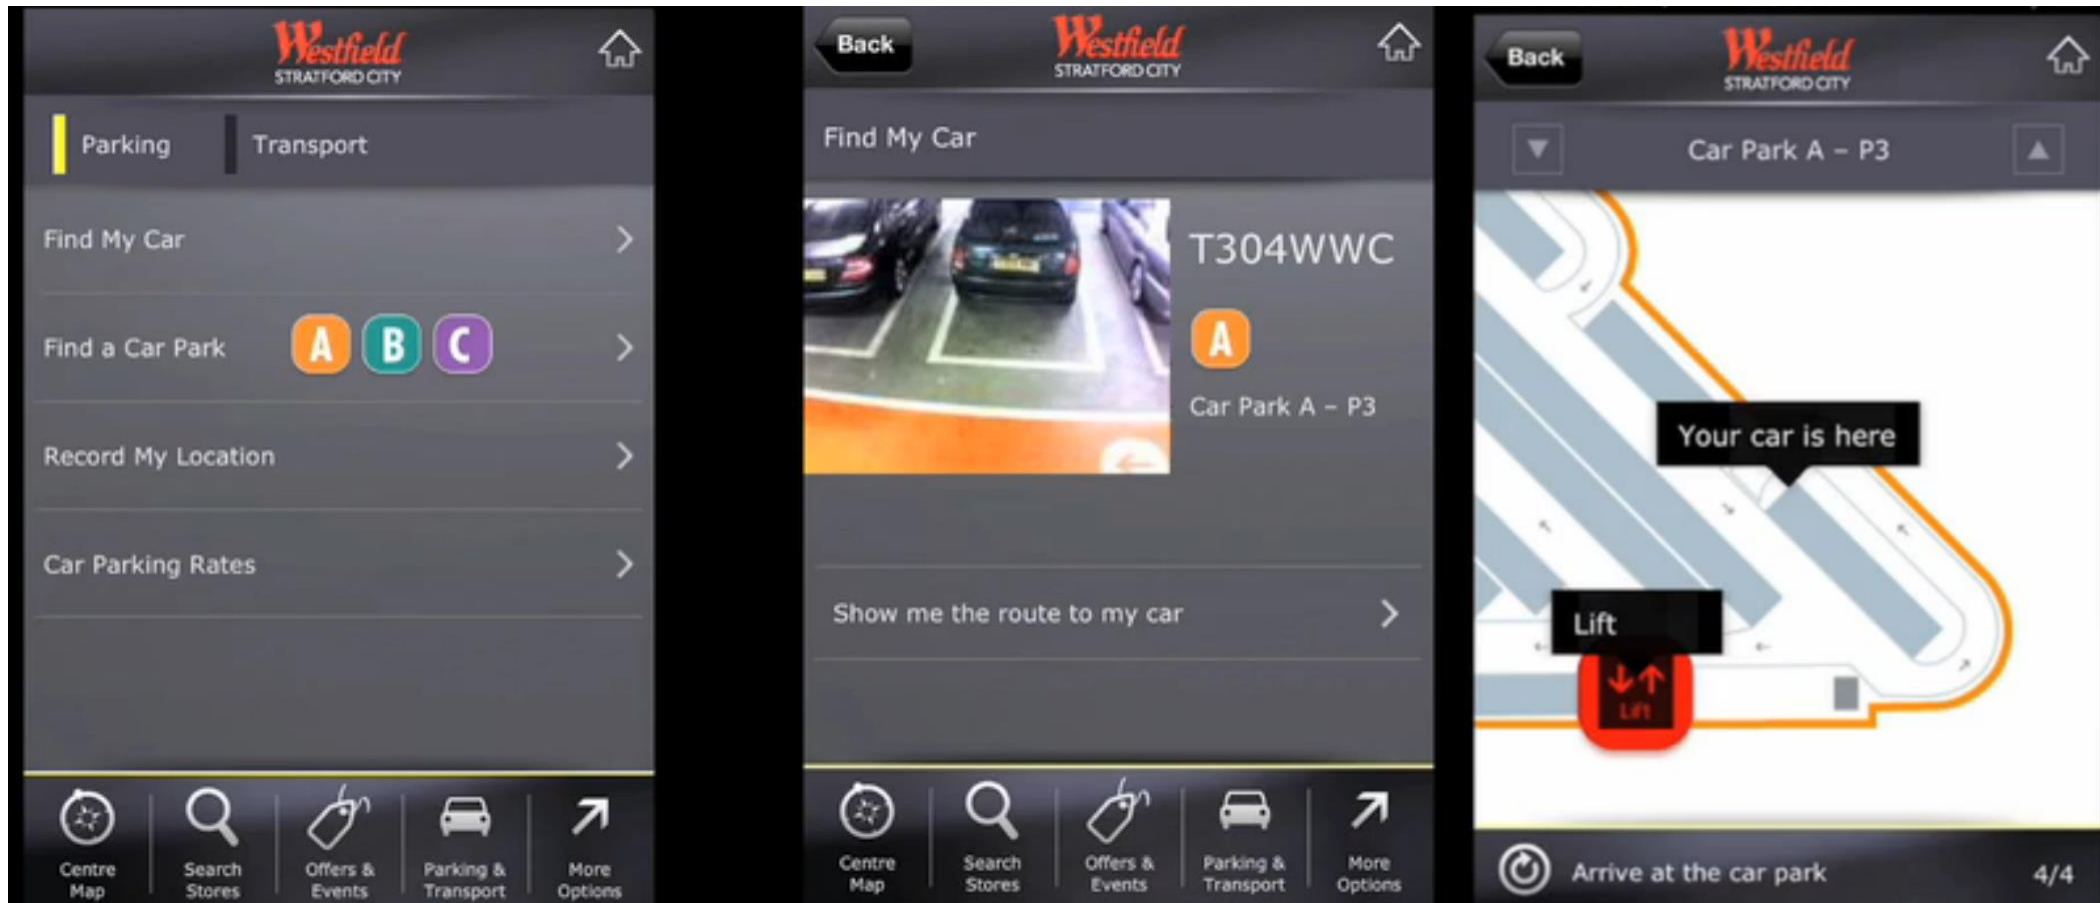 Westfield
STRATFORD CITY
Parking
Transport
Find My Car
Find a Car Park A B C
Record My Location
Car Parking Rates
Centre
Map
Search
Stores
Offers &
Events
Parking &
Transport
More
Options
Back
Westfield
STRATFORD CITY
Find My Car
T304WWC
A
Car Park A – P3
Show me the route to my car
Centre
Map
Search
Stores
Offers &
Events
Parking &
Transport
More
Options
Back
Westfield
STRATFORD CITY
Car Park A – P3
Your car is here
Lift
Lift
Arrive at the car park 4/4